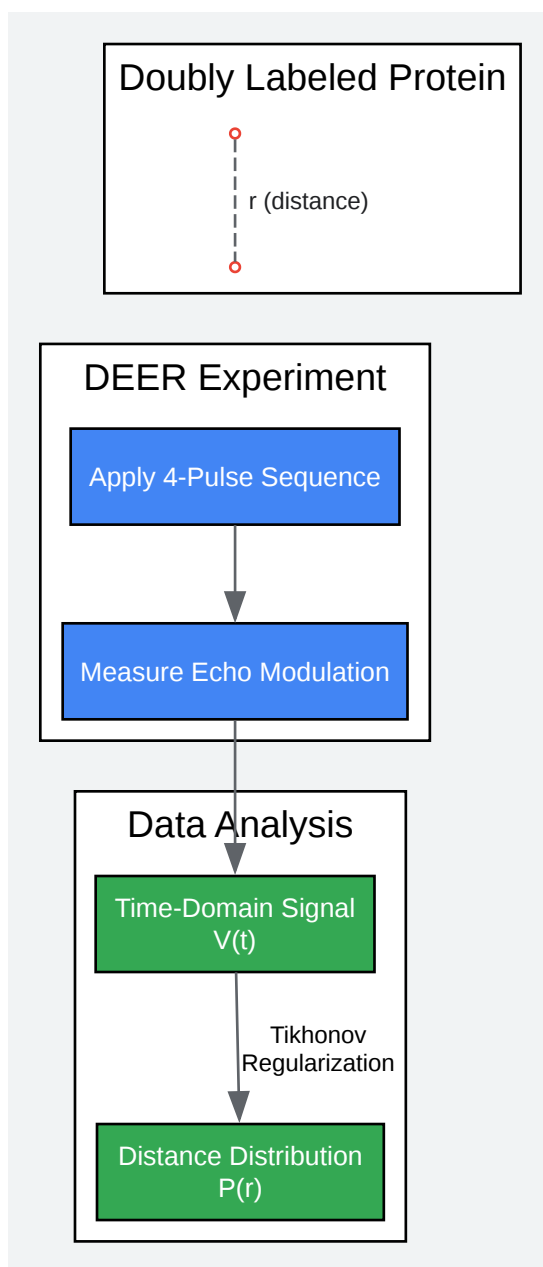 Doubly Labeled Protein
r (distance)
DEER Experiment
Apply 4-Pulse Sequence
Measure Echo Modulation
Data Analysis
Time-Domain Signal
V(t)
Tikhonov
Regularization
Distance Distribution
P(r)